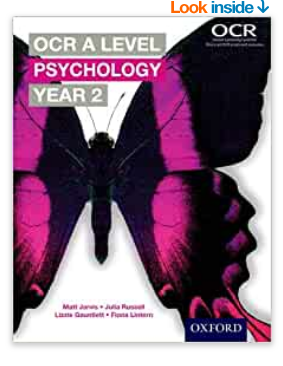 Look inside
OCR A LEVEL
PSYCHOLOGY
YEAR 2
OCR
Matt Jarvis • Julia Russell
Lizzie Gauntlett • Fiona Lintern
OXFORD